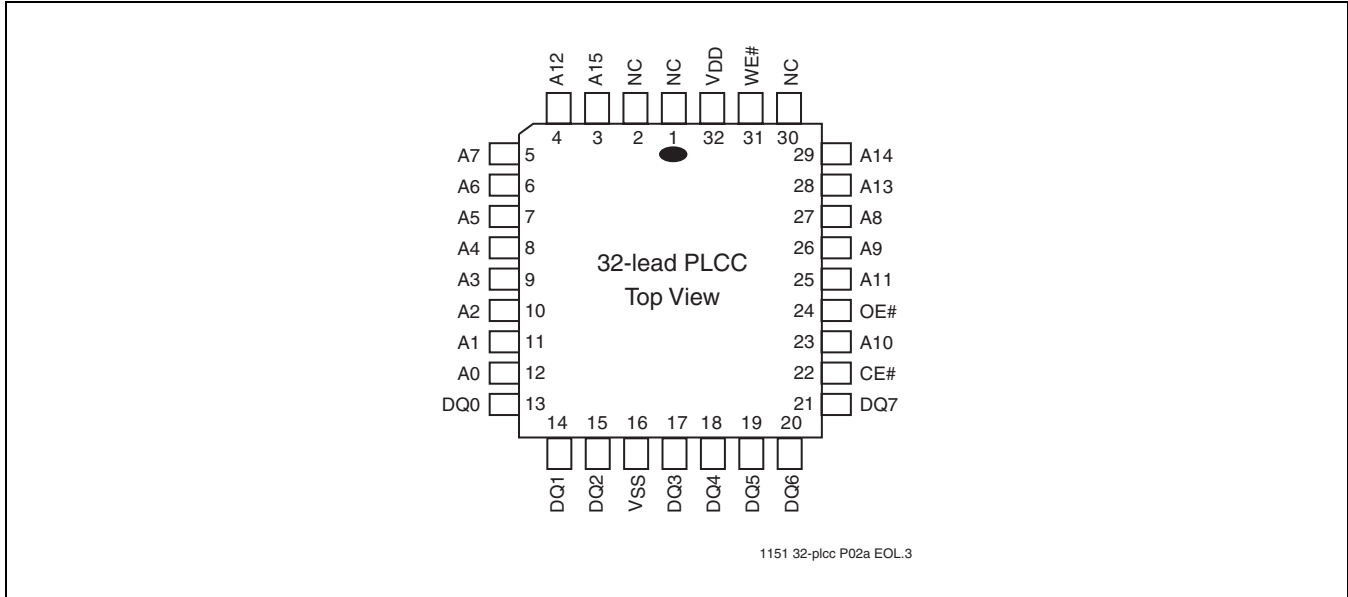 A12 A15 NC NC VDD WE# NC
4 3 2 1 32 31 30
A7 5 29 A14
A6 6 28 A13
A5 7 27 A8
A4 8 26 A9
32-lead PLCC
A3 9 25 A11
Top View
A2 10 24 OE#
A1 11 23 A10
A0 12 22 CE#
DQ0 13 21 DQ7
14 15 16 17 18 19 20
DQ1 DQ2 VSS DQ3 DQ4 DQ5 DQ6
1151 32-plcc P02a EOL.3